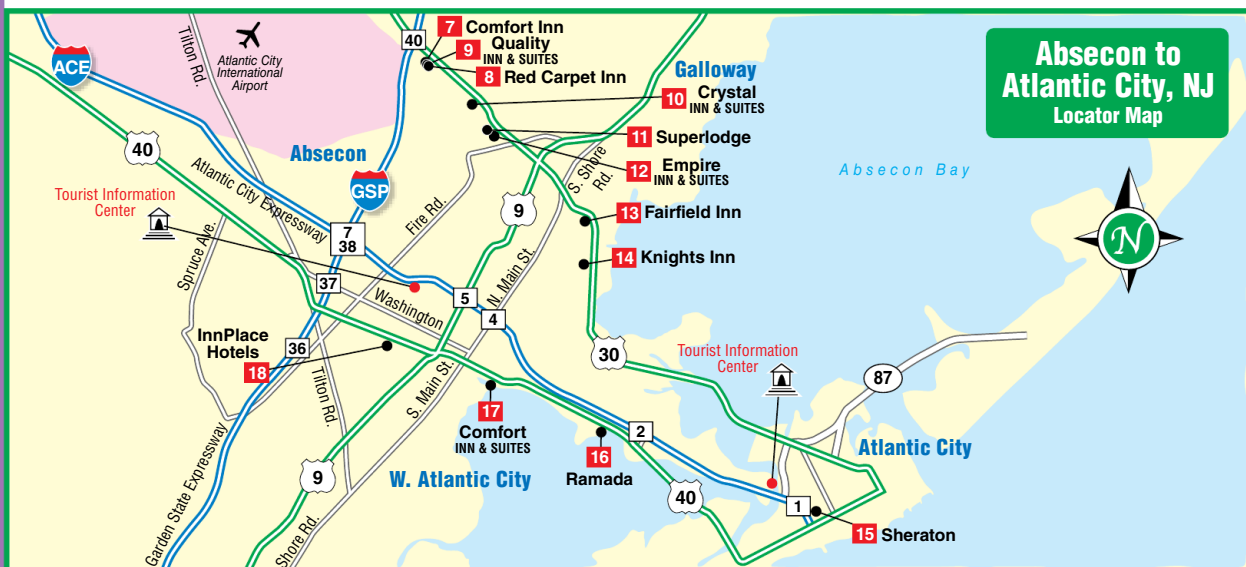 Absecon to
Atlantic City, NJ
Locator Map
ACE
Tilton Rd.
Atlantic City
International
Airport
40
7 Comfort Inn
9 Quality
INN & SUITES
8 Red Carpet Inn
Galloway
10 Crystal
INN & SUITES
11 Superlodge
12 Empire
INN & SUITES
S. Shore
Rd.
Absecon Bay
40
Absecon
GSP
Atlantic City Expressway
Tourist Information
Center
Spruce Ave.
7
38
Fire Rd.
9
13 Fairfield Inn
14 Knights Inn
N
37
Washington
5
N. Main St.
4
36
InnPlace
Hotels
18
30
Tourist Information
Center
87
Tilton Rd.
S. Main St.
17
Comfort
INN & SUITES
2
16
Ramada
Atlantic City
W. Atlantic City
9
40
1
15 Sheraton
Garden State Expressway
Shore Rd.